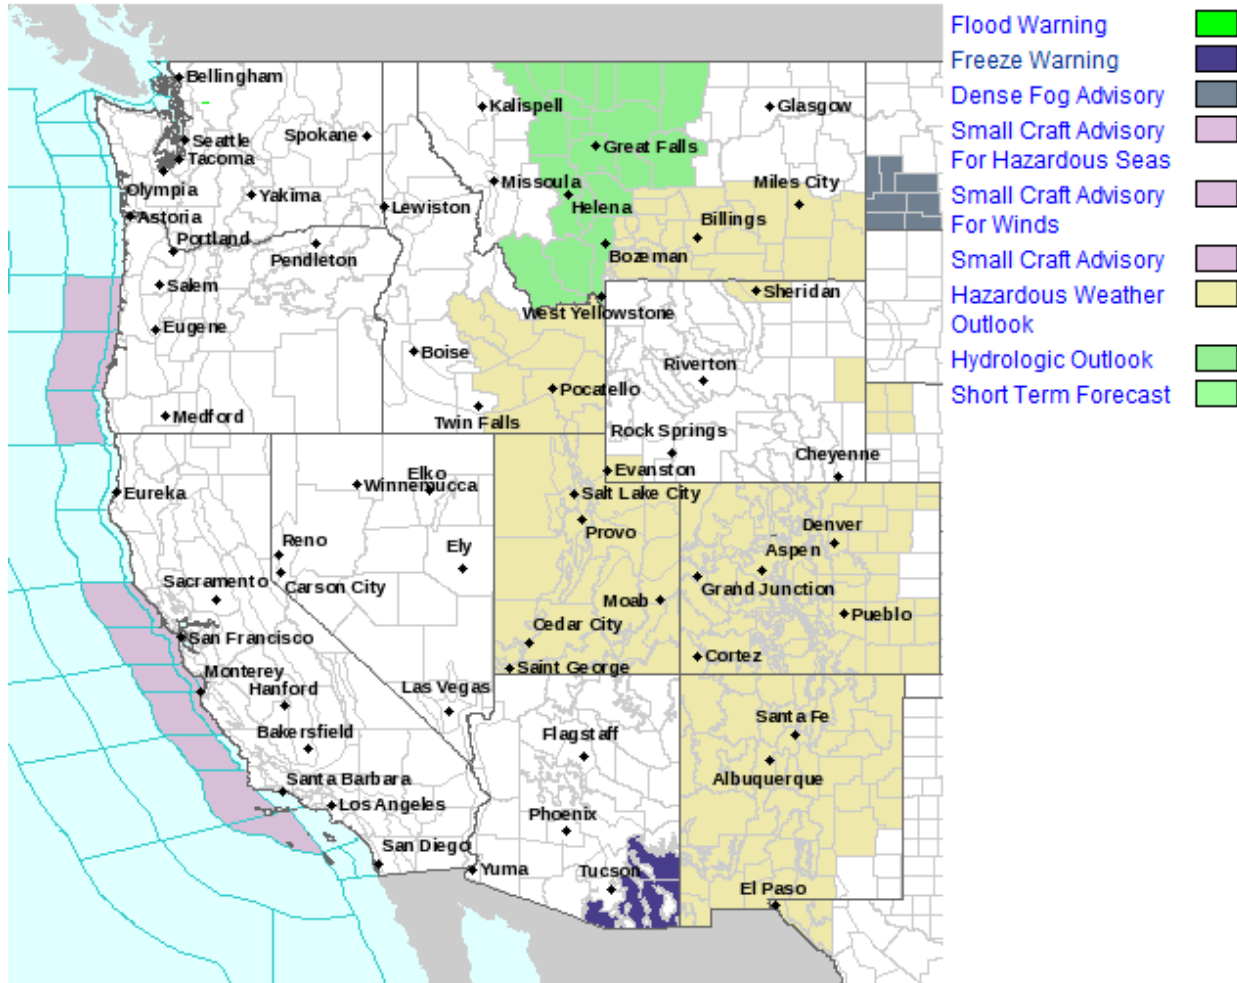 Flood Warning
Freeze Warning
Dense Fog Advisory
Small Craft Advisory
For Hazardous Seas
Small Craft Advisory
For Winds
Small Craft Advisory
Hazardous Weather
Outlook
Hydrologic Outlook
Short Term Forecast
Bellingham
Kalispell
Glasgow
Seattle
Spokane
Great Falls
Tacoma
Olympia
Yakima
Missoula
Miles City
Lewiston
Helena
Astoria
Billings
Portland
Pendleton
Bozeman
Salem
Sheridan
West Yellowstone
Eugene
Boise
Riverton
Pocatello
Medford
Twin Falls
Rock Springs
Cheyenne
Elko
Evanston
Winnemucca
Eureka
Salt Lake City
Provo
Denver
Reno
Ely
Aspen
Sacramento
Carson City
Grand Junction
Moab
Pueblo
San Francisco
Cedar City
Cortez
Saint George
Monterey
Hanford
Las Vegas
Santa Fe
Bakersfield
Flagstaff
Albuquerque
Santa Barbara
Los Angeles
Phoenix
San Diego
Yuma
Tucson
El Paso